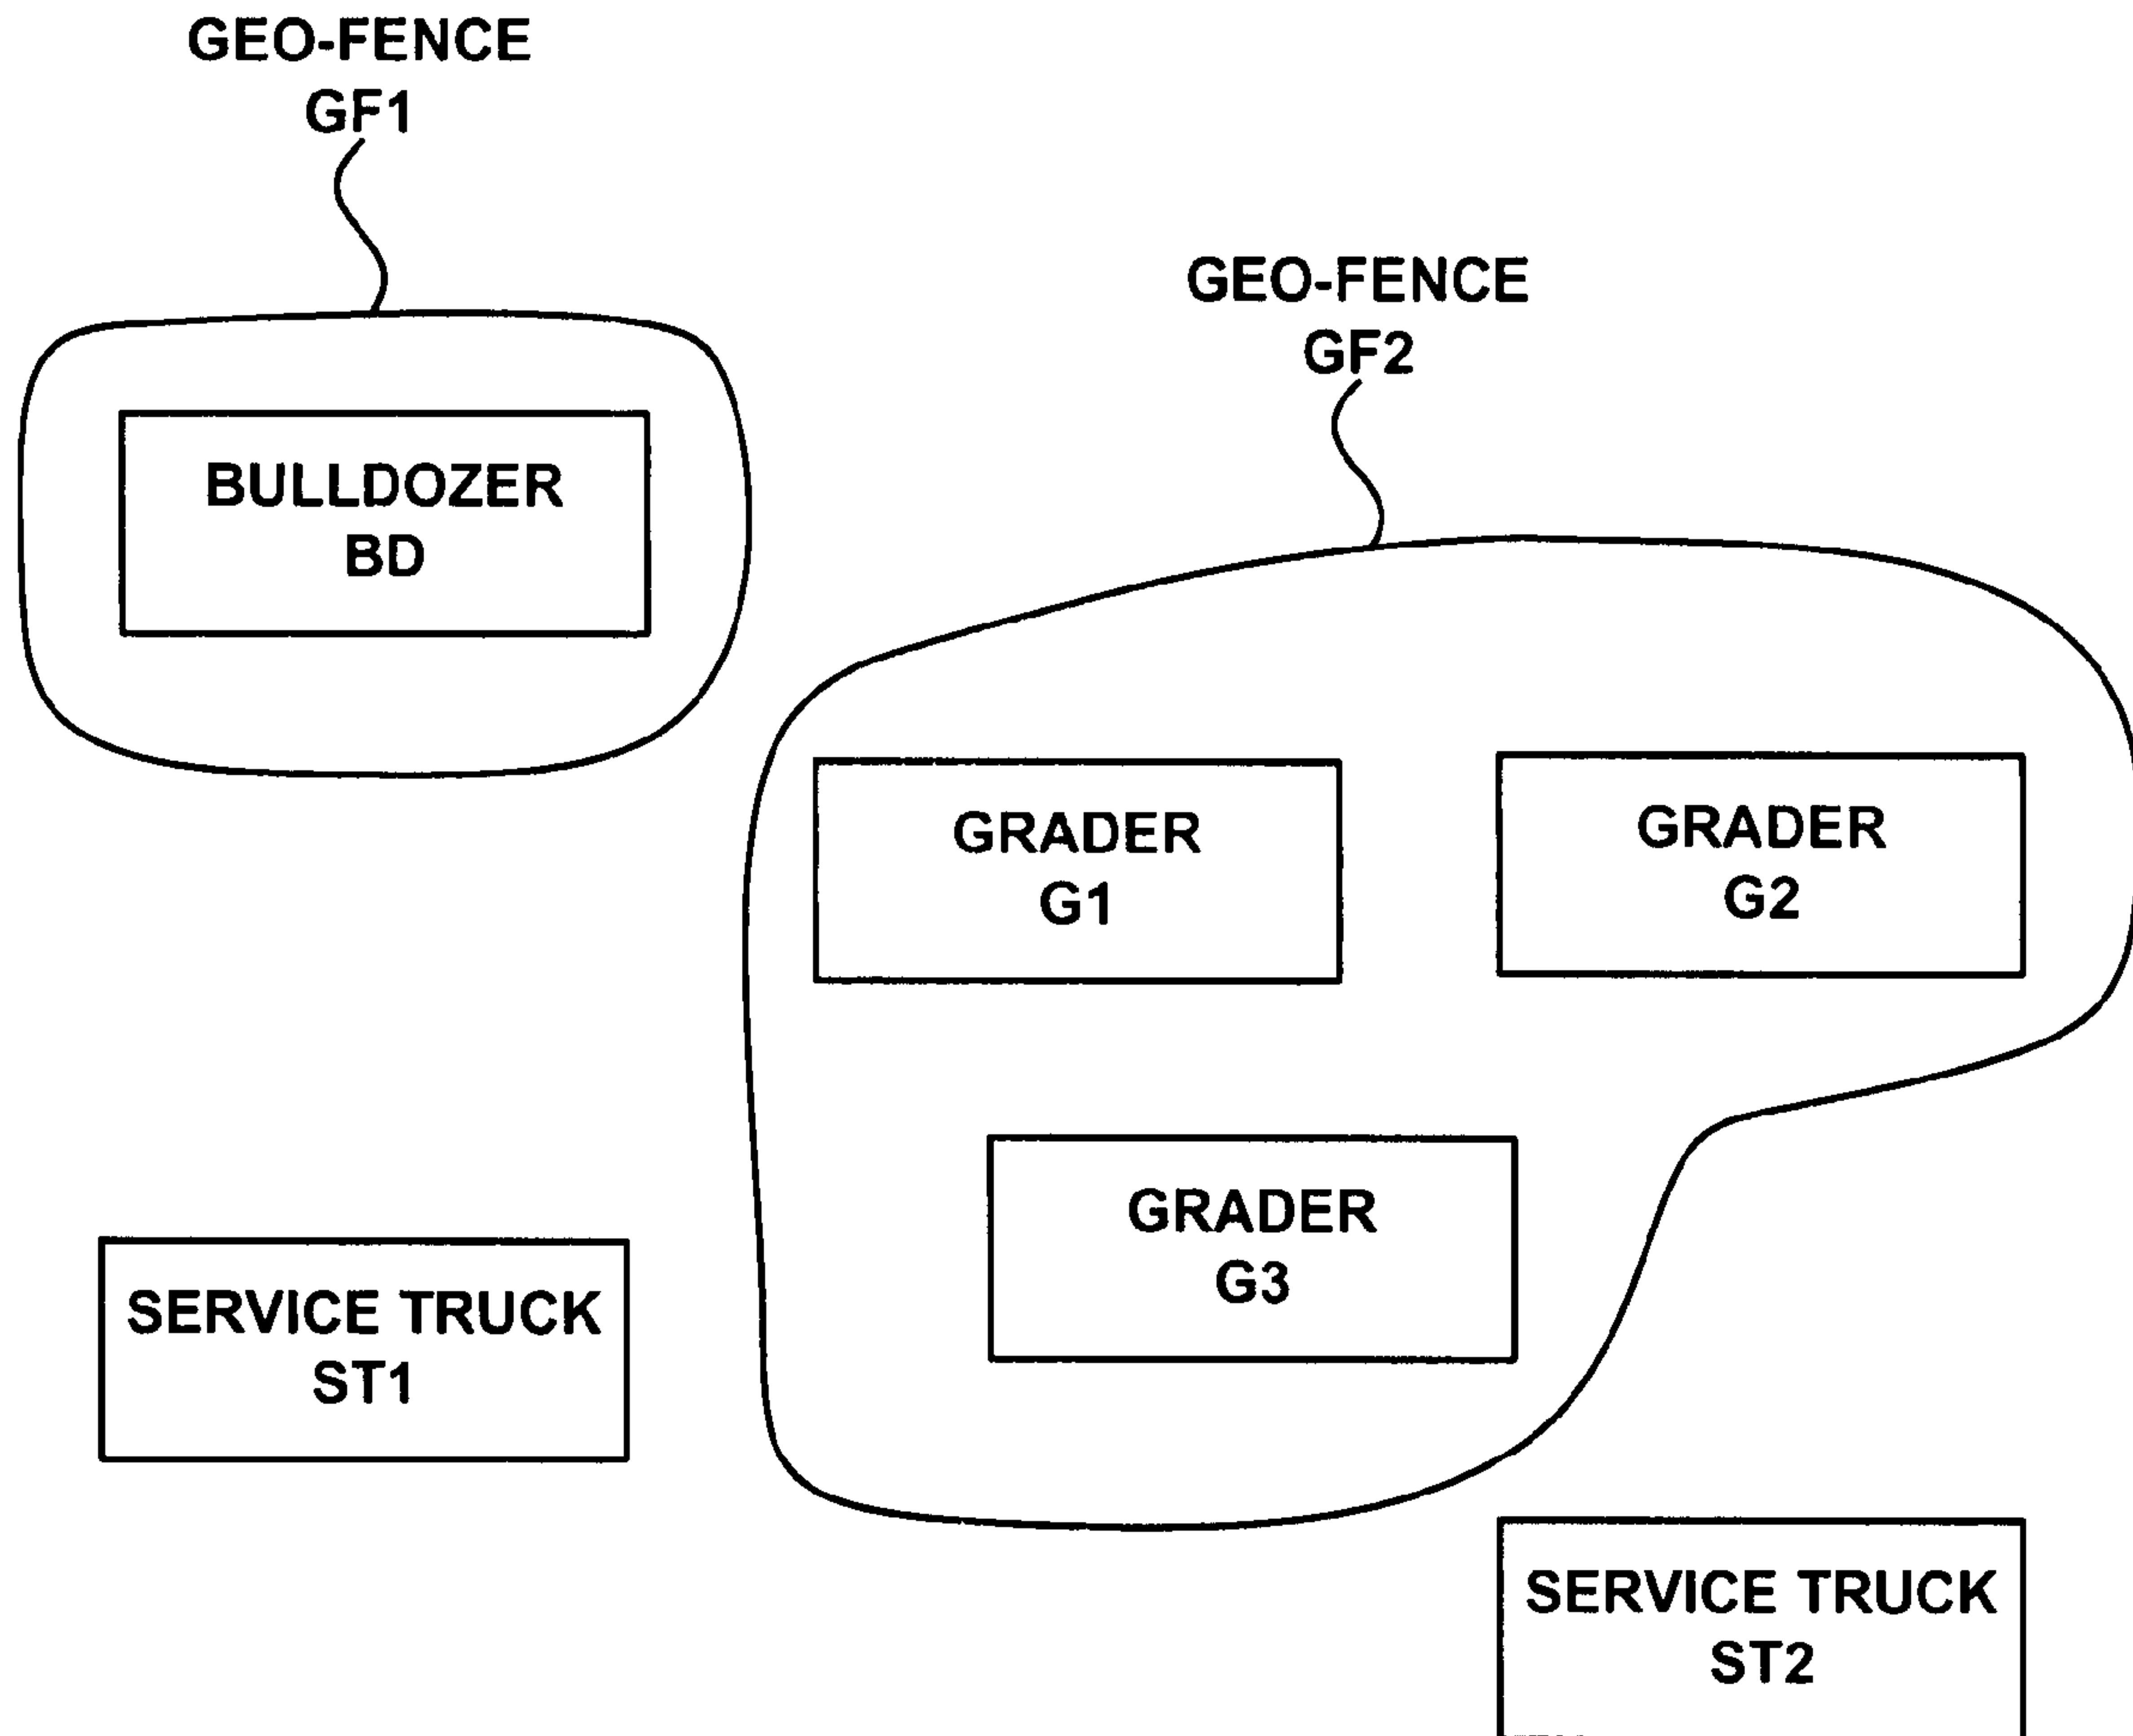 GEO-FENCE
GF1
GEO-FENCE
GF2
BULLDOZER
BD
GRADER
G1
GRADER
G2
GRADER
G3
SERVICE TRUCK
ST1
SERVICE TRUCK
ST2